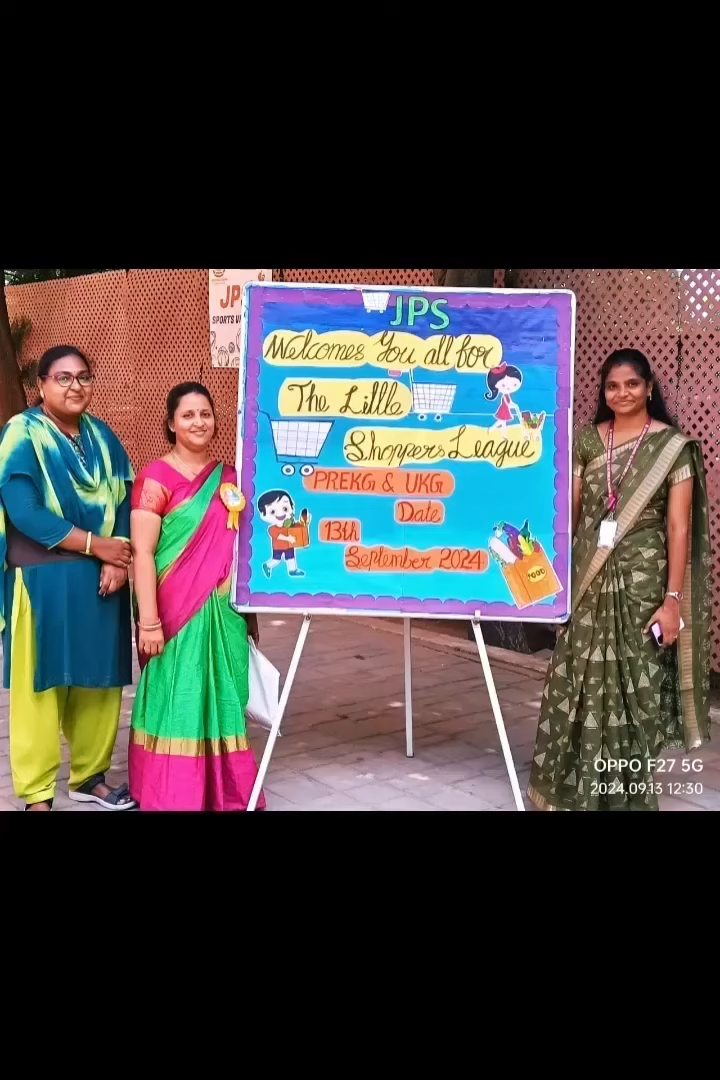 JPS
SPORTS
JPS
Welcomes You all for
The Little
Shoppers League
PREKG & UKG
Date
13th
September 2024
FOOD
OPPO F27 5G
2024.09.13 12:30